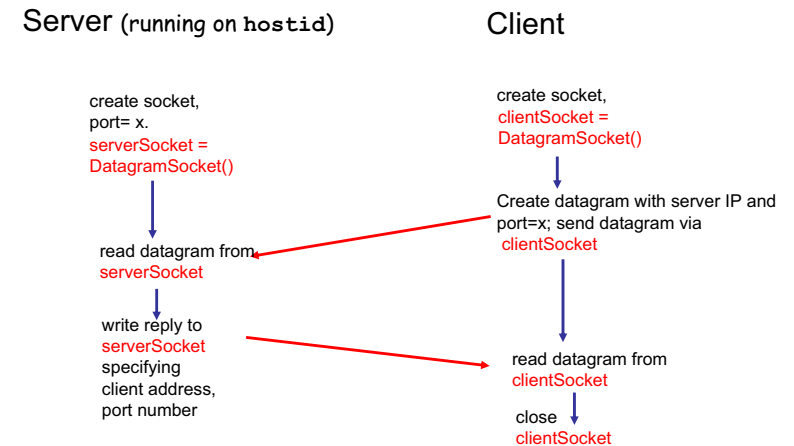 Server (running on hostid)
Client
create socket,
port= x.
serverSocket =
DatagramSocket()
create socket,
clientSocket =
DatagramSocket()
Create datagram with server IP and
port=x; send datagram via
clientSocket
read datagram from
serverSocket
write reply to
serverSocket
specifying
client address,
port number
read datagram from
clientSocket
close
clientSocket